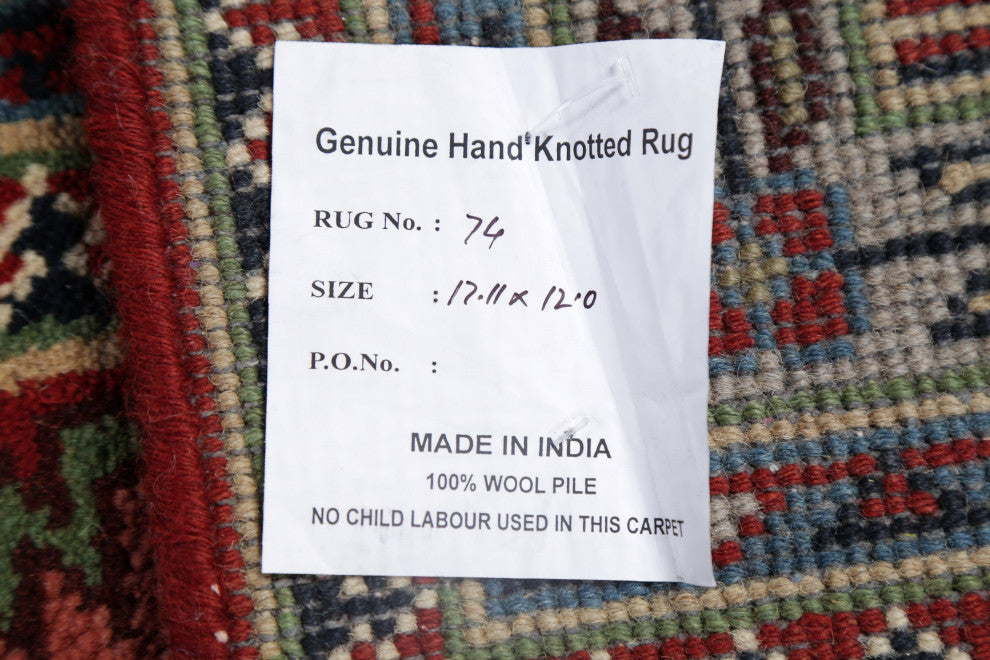 Genuine Hand Knotted Rug
RUG No. : 74
SIZE : 17.11 x 12.0
P.O.No. :
MADE IN INDIA
100% WOOL PILE
NO CHILD LABOUR USED IN THIS CARPET